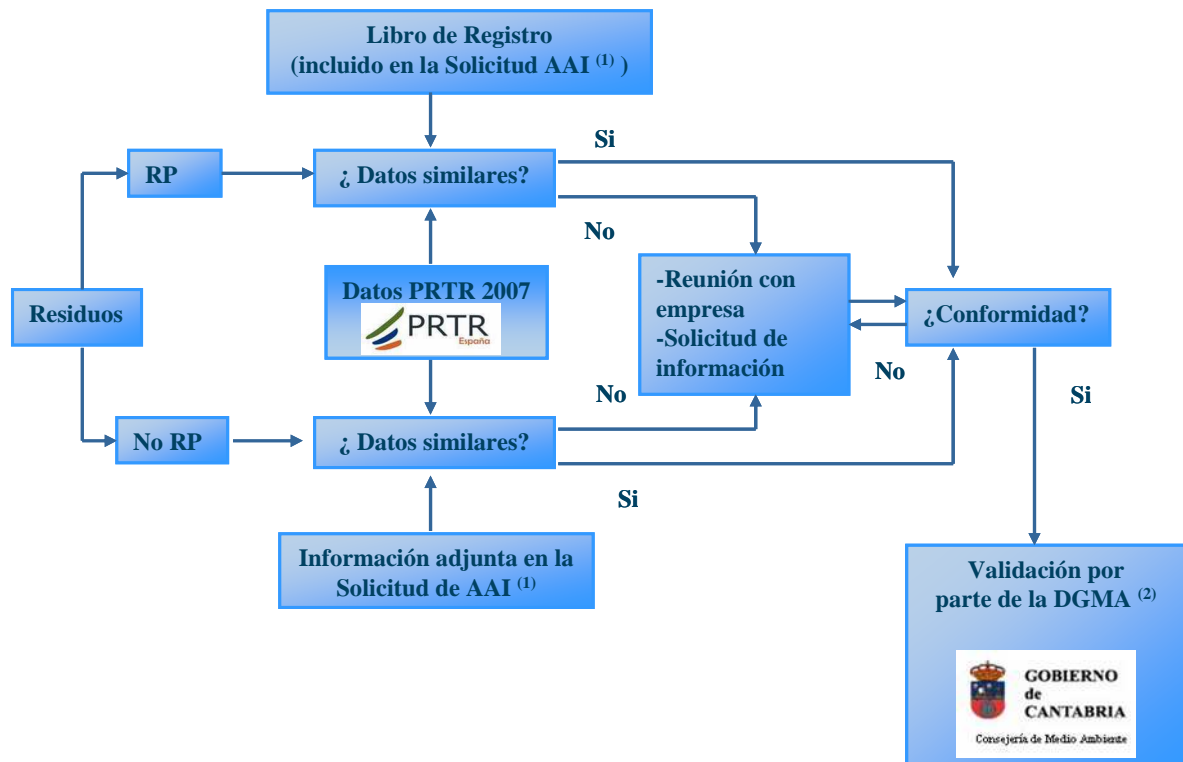 Libro de Registro
(incluido en la Solicitud AAI (1) )
Si
RP
¿ Datos similares?
No
Datos PRTR 2007
PRTR
España
-Reunión con
empresa
-Solicitud de
información
¿Conformidad?
Residuos
No
No
Si
No RP
¿ Datos similares?
Si
Información adjunta en la
Solicitud de AAI (1)
Validación por
parte de la DGMA (2)
GOBIERNO
de
CANTABRIA
Consejería de Medio Ambiente